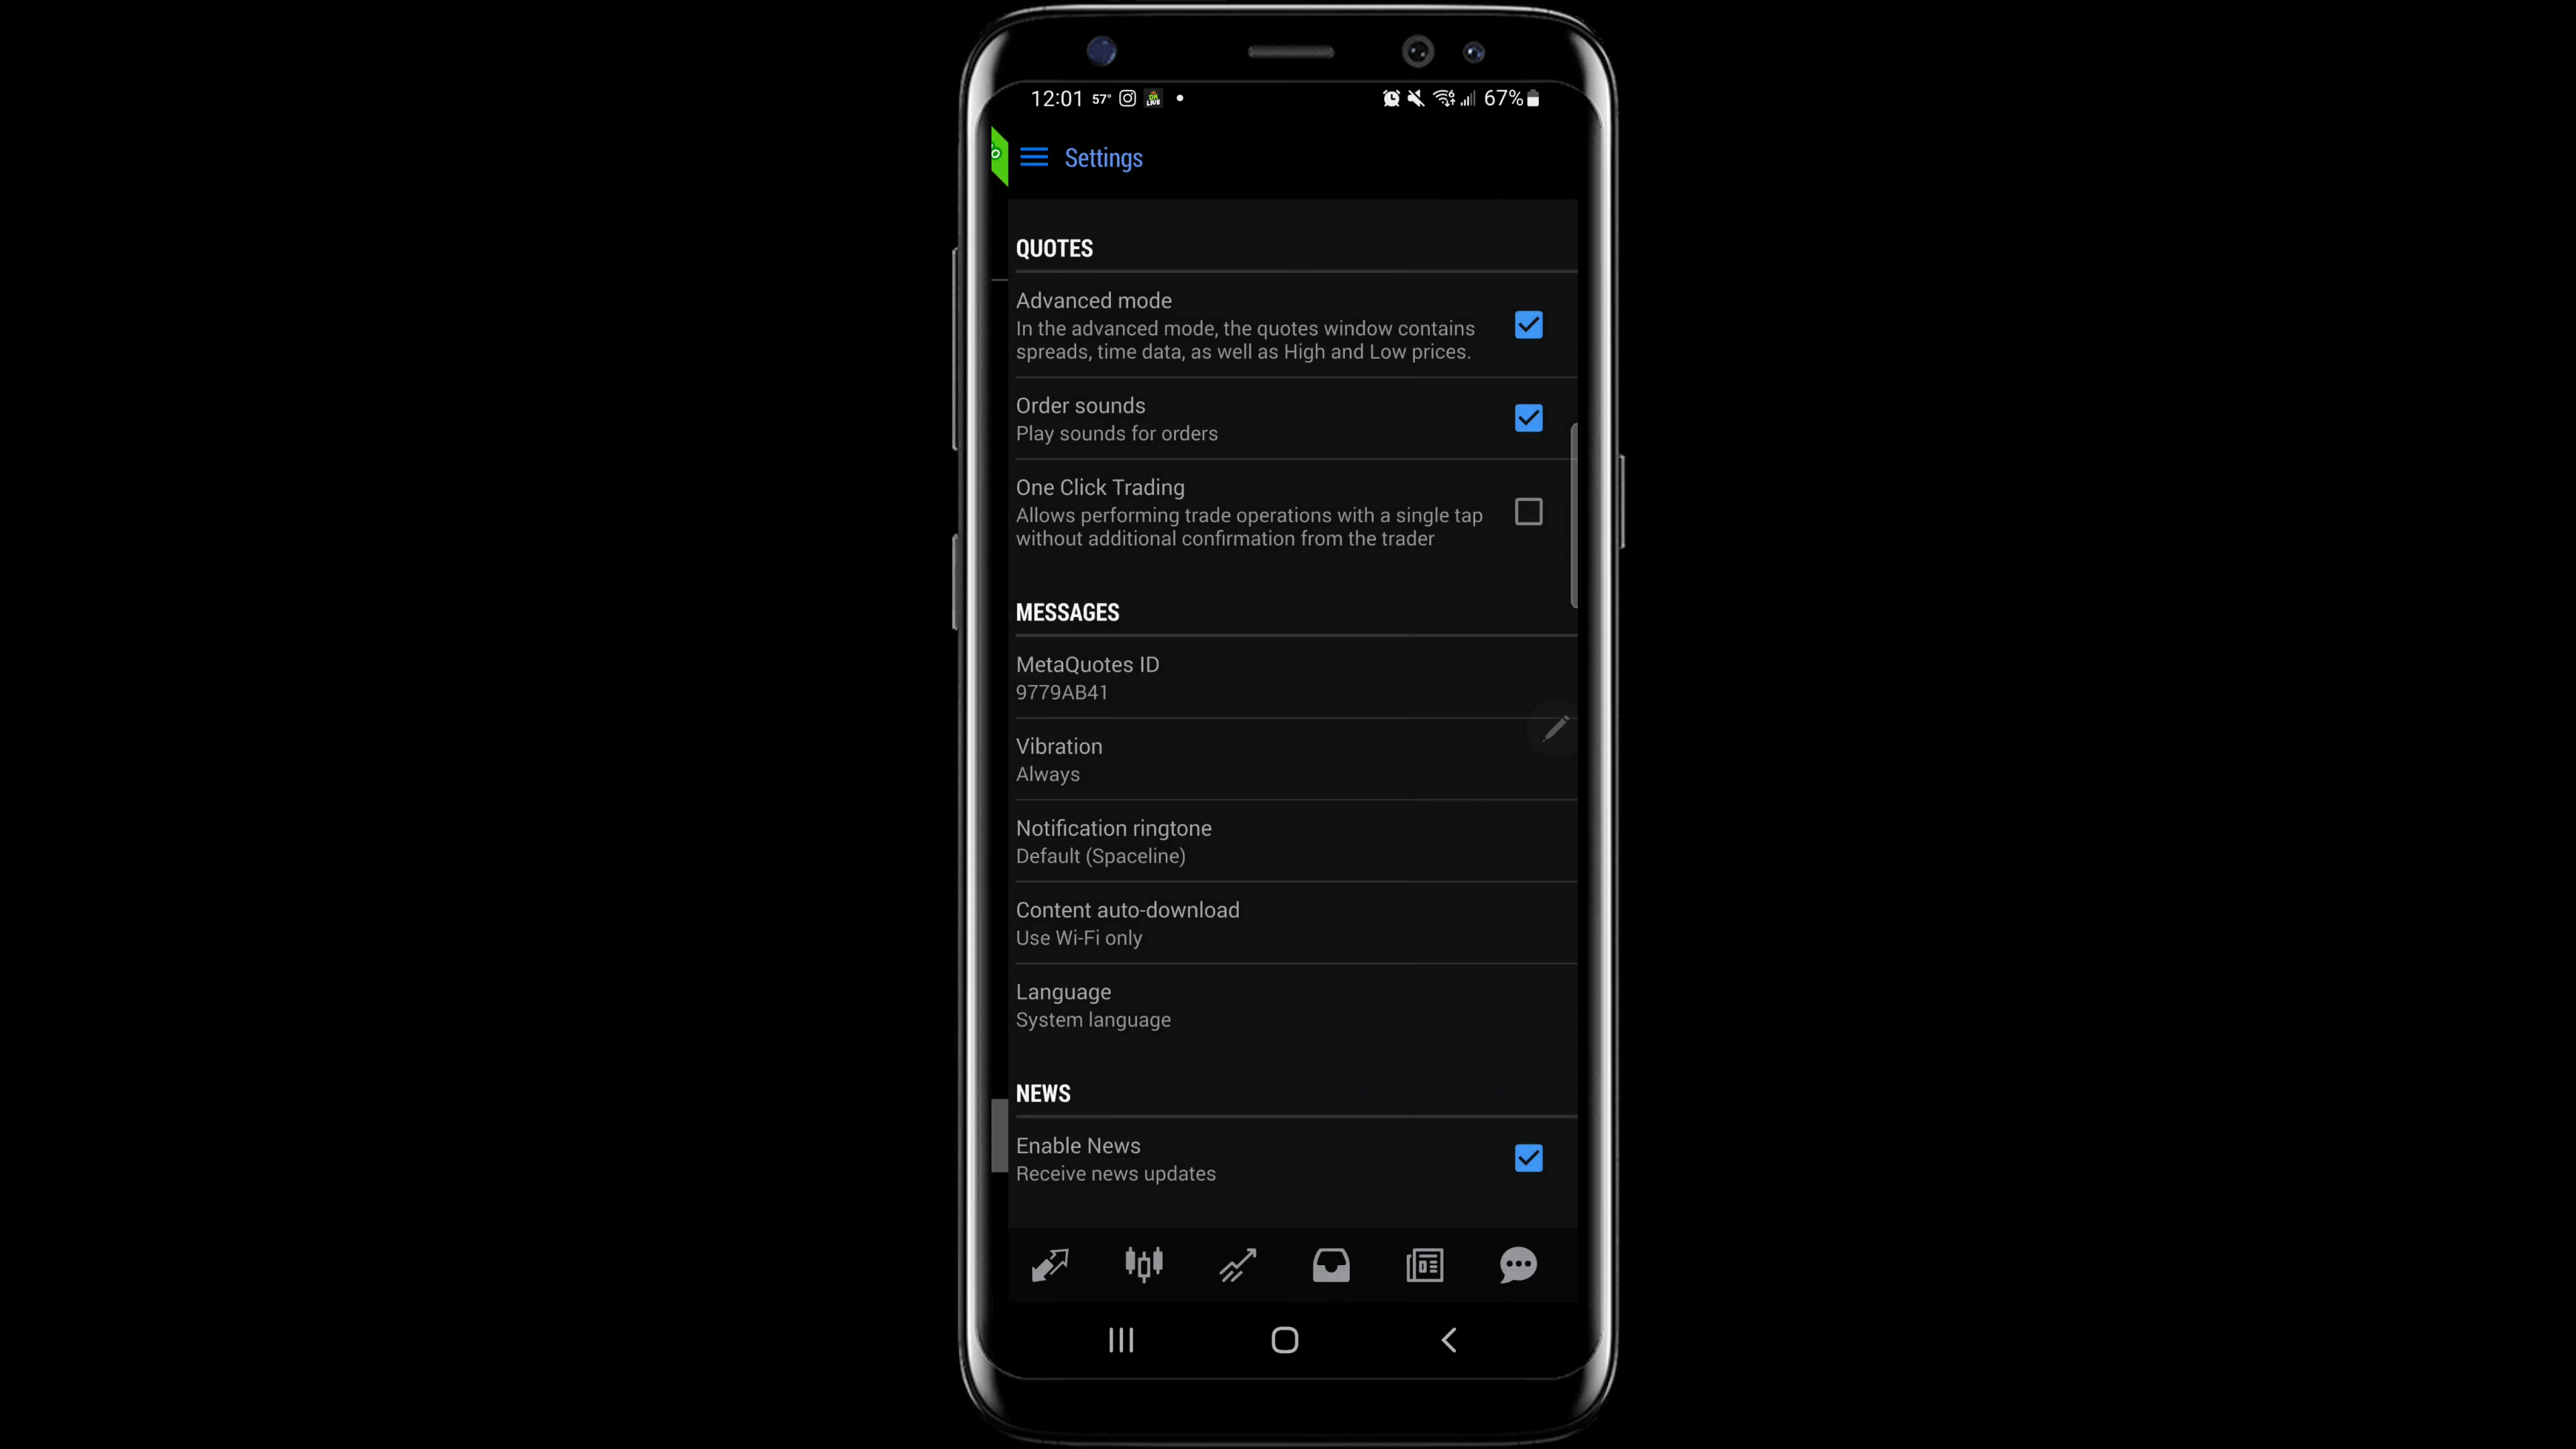 12:01 57° 67%
Settings
QUOTES
Advanced mode
In the advanced mode, the quotes window contains
spreads, time data, as well as High and Low prices.
Order sounds
Play sounds for orders
One Click Trading
Allows performing trade operations with a single tap
without additional confirmation from the trader
MESSAGES
MetaQuotes ID
9779AB41
Vibration
Always
Notification ringtone
Default (Spaceline)
Content auto-download
Use Wi-Fi only
Language
System language
NEWS
Enable News
Receive news updates